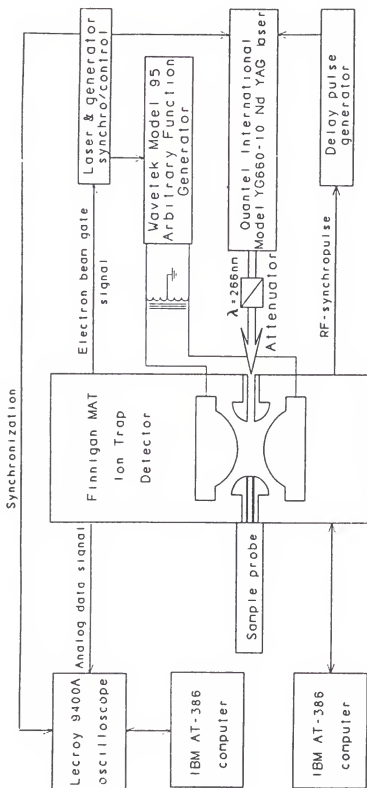 Synchronization
Laser & generator
synchro/control
Electron beam gate
signal
Wavetek Model 95
Arbitrary Function
Generator
Quantel International
Model YG660-10 Nd YAG laser
Delay pulse
generator
λ=266nm
Attenuator
RF-synchropulse
Finnigan MAT
Ion Trap
Detector
Analog data signal
Sample probe
Lecroy 9400A
oscilloscope
IBM AT-386
computer
IBM AT-386
computer